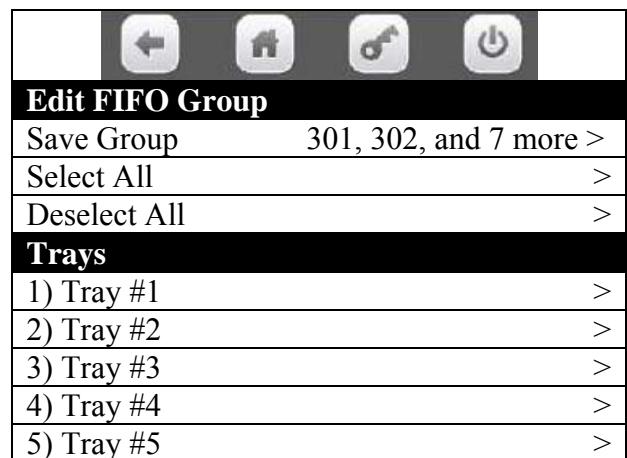 Edit FIFO Group
Save Group 301, 302, and 7 more >
Select All >
Deselect All >
Trays
1) Tray #1 >
2) Tray #2 >
3) Tray #3 >
4) Tray #4 >
5) Tray #5 >